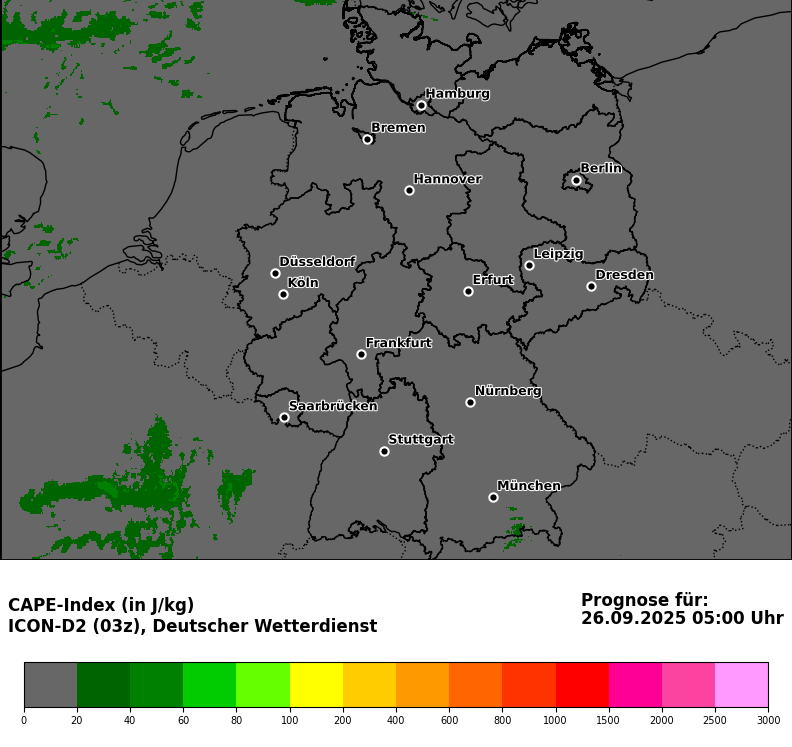 Hamburg
Bremen
Berlin
Hannover
Leipzig
Düsseldorf
Dresden
Köln
Erfurt
Frankfurt
Nürnberg
Saarbrücken
Stuttgart
München
CAPE-Index (in J/kg)
ICON-D2 (03z), Deutscher Wetterdienst
Prognose für:
26.09.2025 05:00 Uhr
0 20 40 60 80 100 200 400 600 800 1000 1500 2000 2500 3000